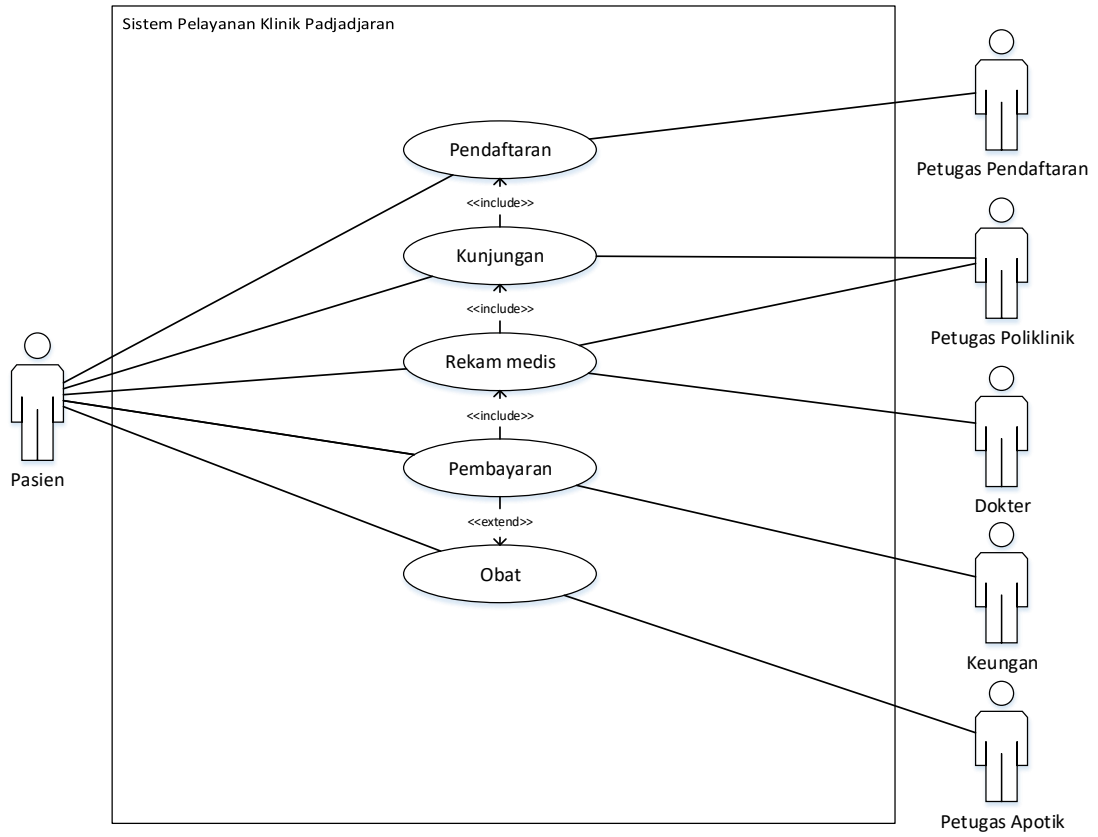 Sistem Pelayanan Klinik Padjadjaran
Pendaftaran
Petugas Pendaftaran
<<include>>
Kunjungan
<<include>>
Petugas Poliklinik
Rekam medis
<<include>>
Pasien
Pembayaran
Dokter
<<extend>>
Obat
Keungan
Petugas Apotik